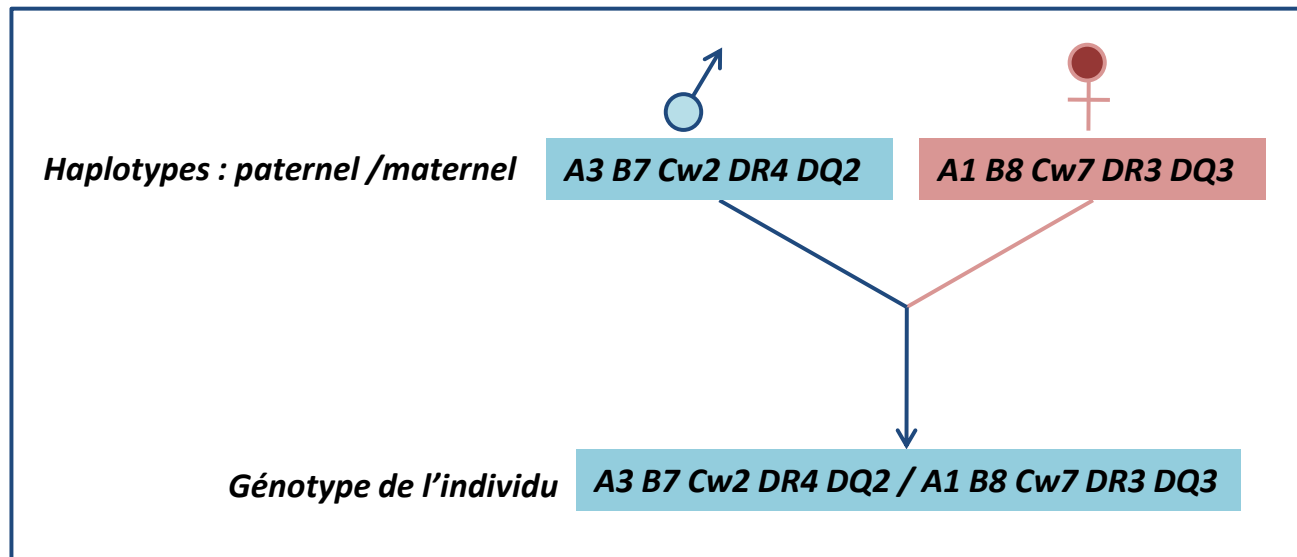 Haplotypes : paternel /maternel A3 B7 Cw2 DR4 DQ2 A1 B8 Cw7 DR3 DQ3
Génotype de l’individu A3 B7 Cw2 DR4 DQ2 / A1 B8 Cw7 DR3 DQ3